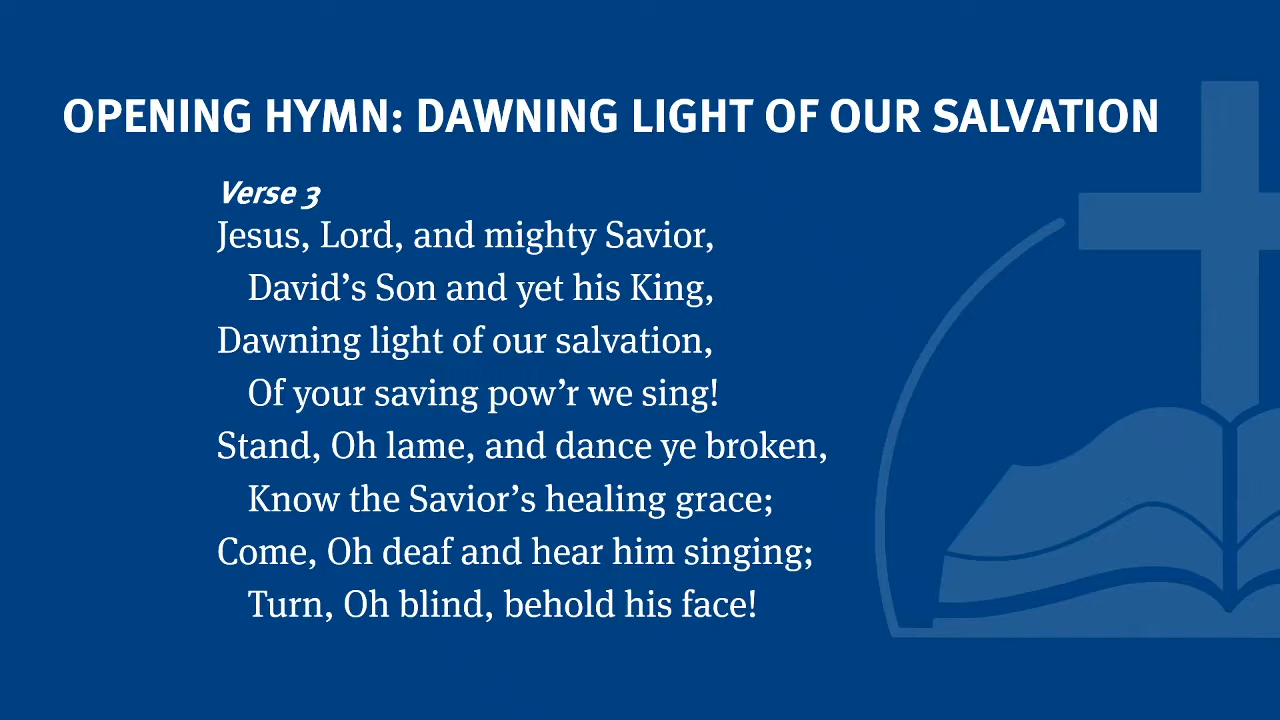 OPENING HYMN: DAWNING LIGHT OF OUR SALVATION
Verse 3
Jesus, Lord, and mighty Savior,
David’s Son and yet his King,
Dawning light of our salvation,
Of your saving pow’r we sing!
Stand, Oh lame, and dance ye broken,
Know the Savior’s healing grace;
Come, Oh deaf and hear him singing;
Turn, Oh blind, behold his face!